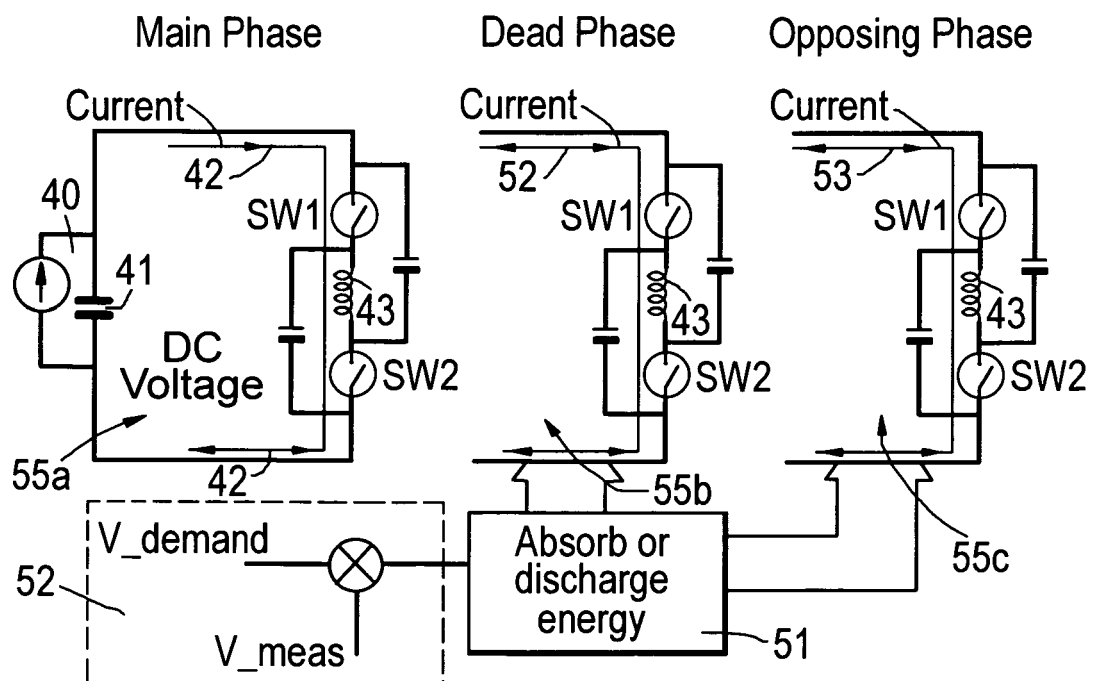 Main Phase
Dead Phase
Opposing Phase
Current
Current
Current
42
52
53
40
SW1
SW1
SW1
41
43
43
43
DC
Voltage
SW2
SW2
SW2
55a
42
55b
55c
V_demand
Absorb or
discharge
energy
52
V_meas
51